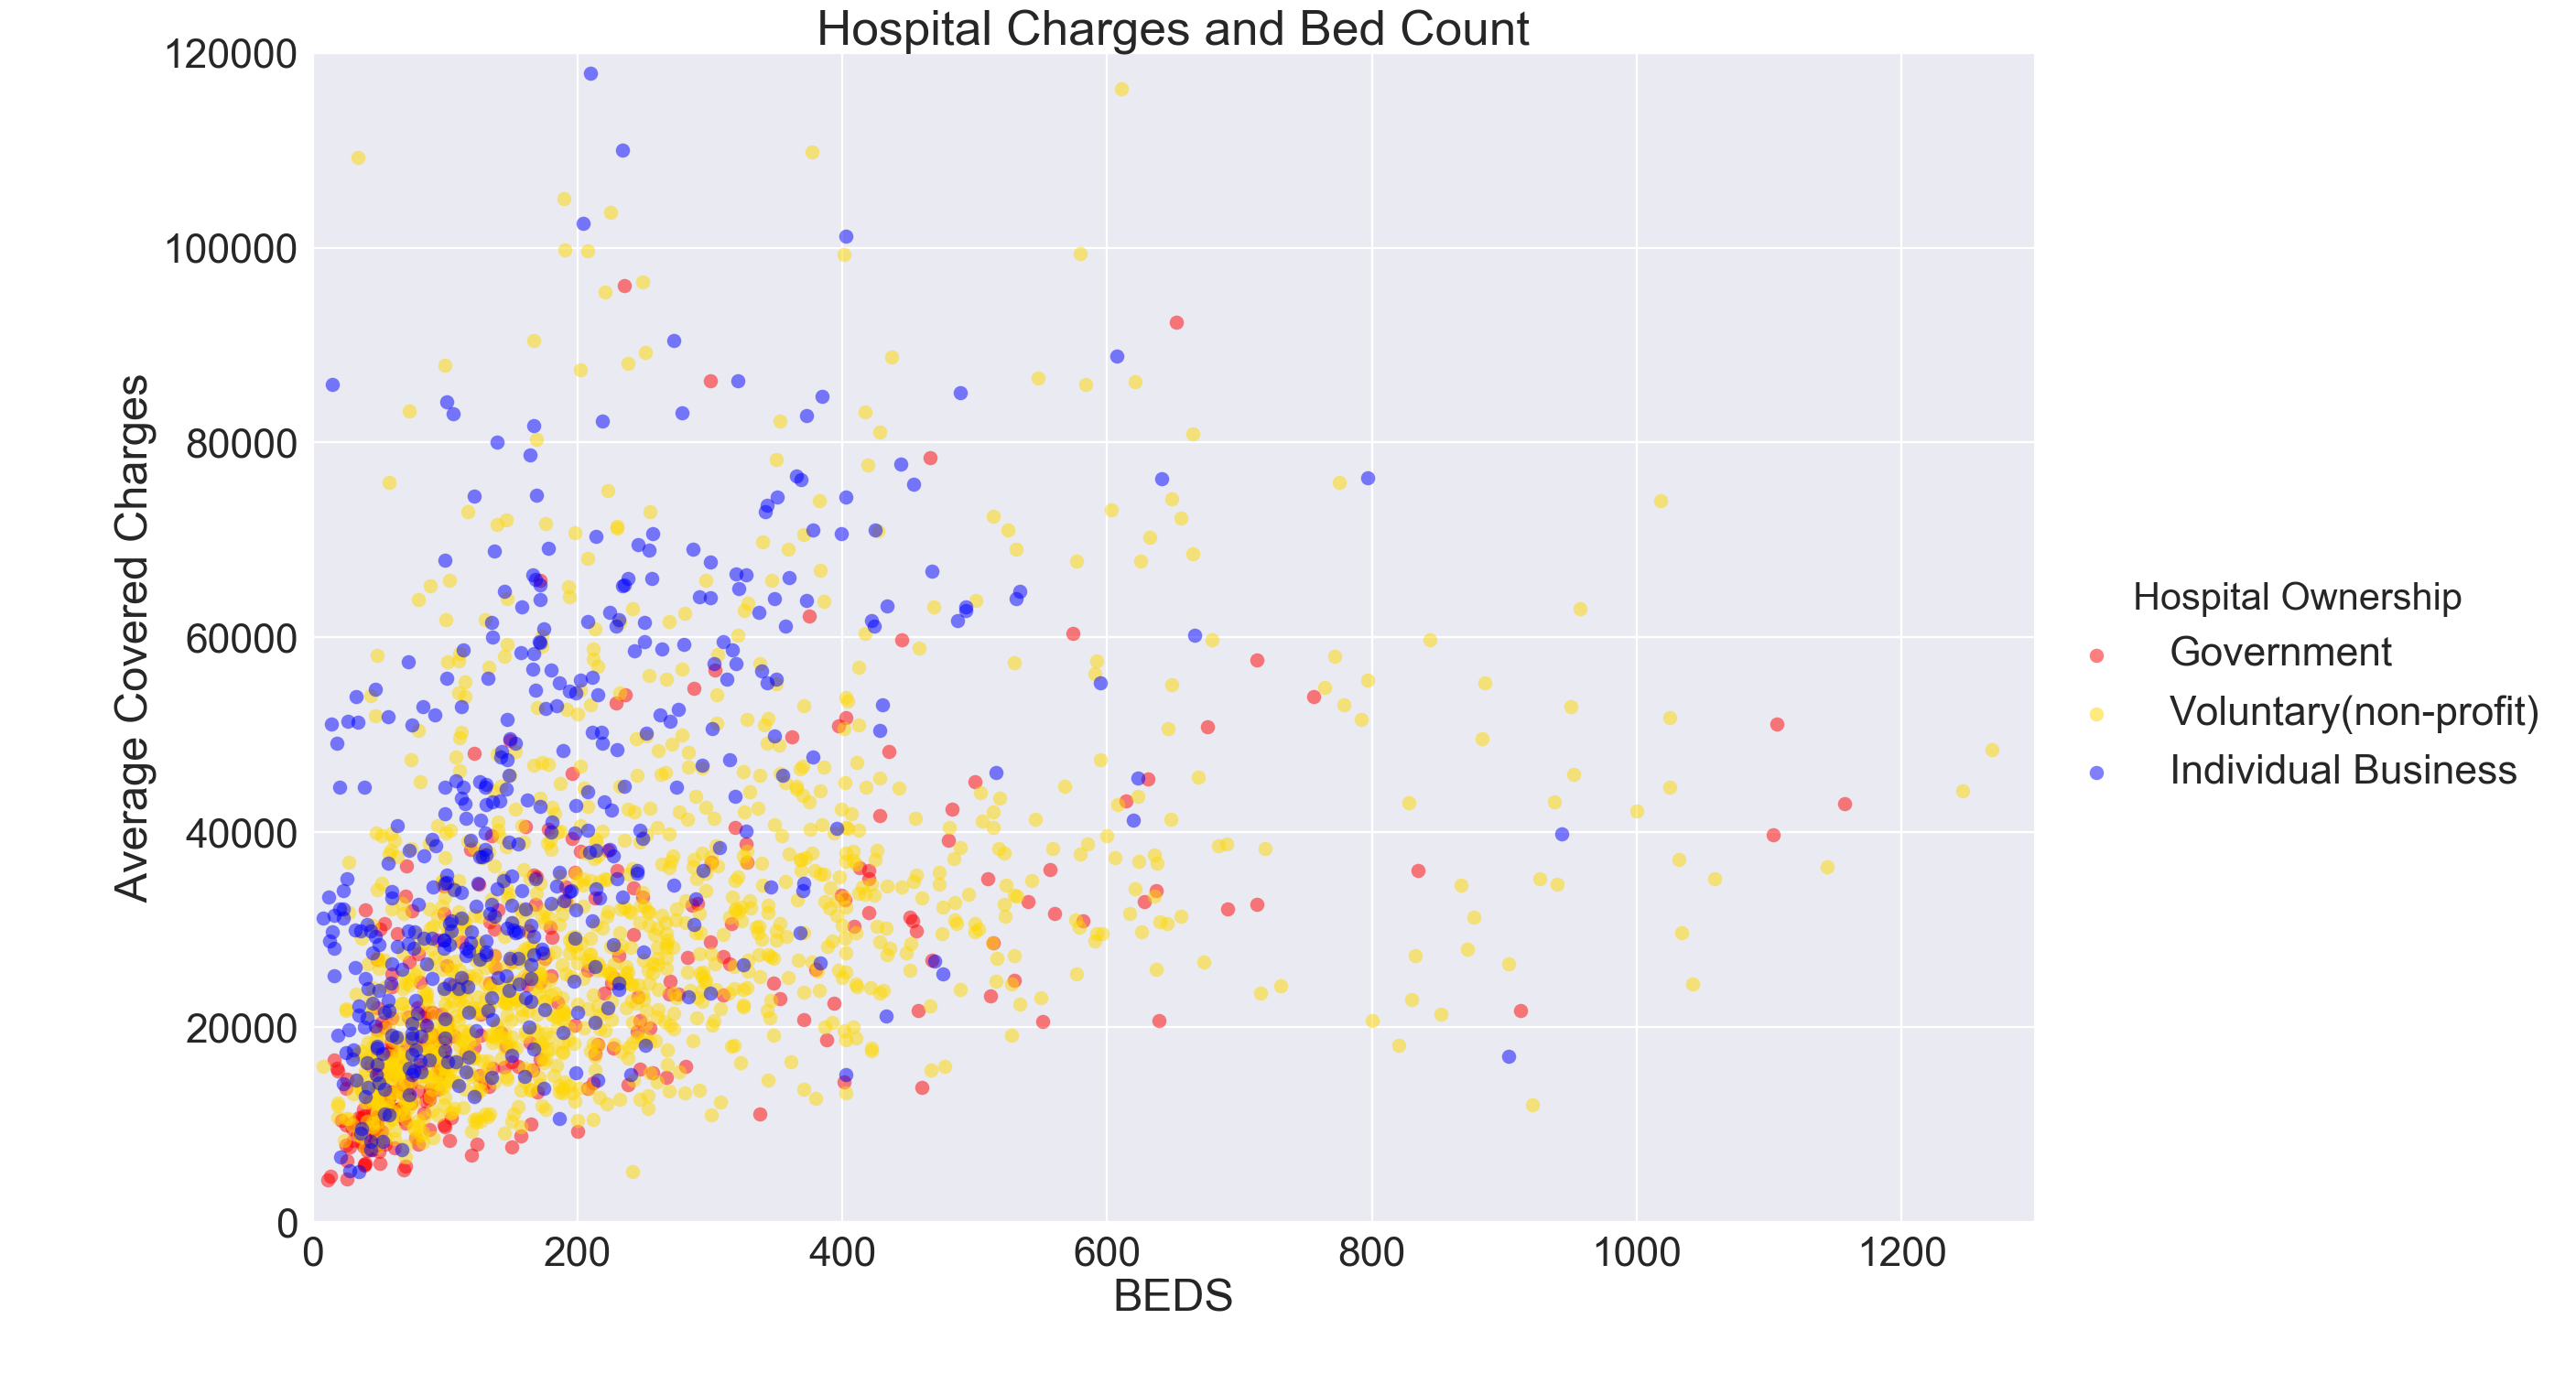 Hospital Charges and Bed Count
120000
100000
80000
60000
40000
20000
0
Average Covered Charges
0 200 400 600 800 1000 1200
BEDS
Hospital Ownership
Government
Voluntary(non-profit)
Individual Business